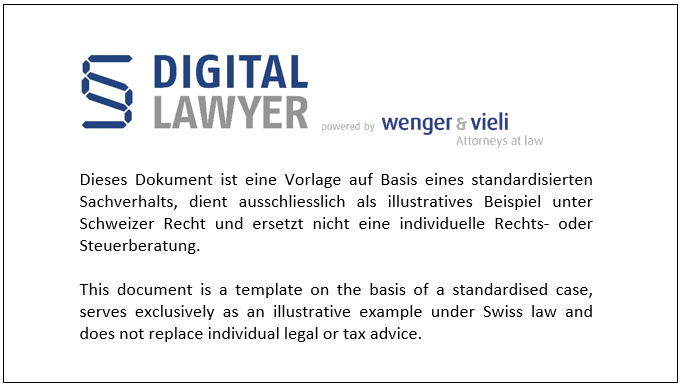 DIGITAL
LAWYER
powered by wenger & vieli
Attorneys at law
Dieses Dokument ist eine Vorlage auf Basis eines standardisierten
Sachverhalts, dient ausschliesslich als illustratives Beispiel unter
Schweizer Recht und ersetzt nicht eine individuelle Rechts- oder
Steuerberatung.
This document is a template on the basis of a standardised case,
serves exclusively as an illustrative example under Swiss law and
does not replace individual legal or tax advice.